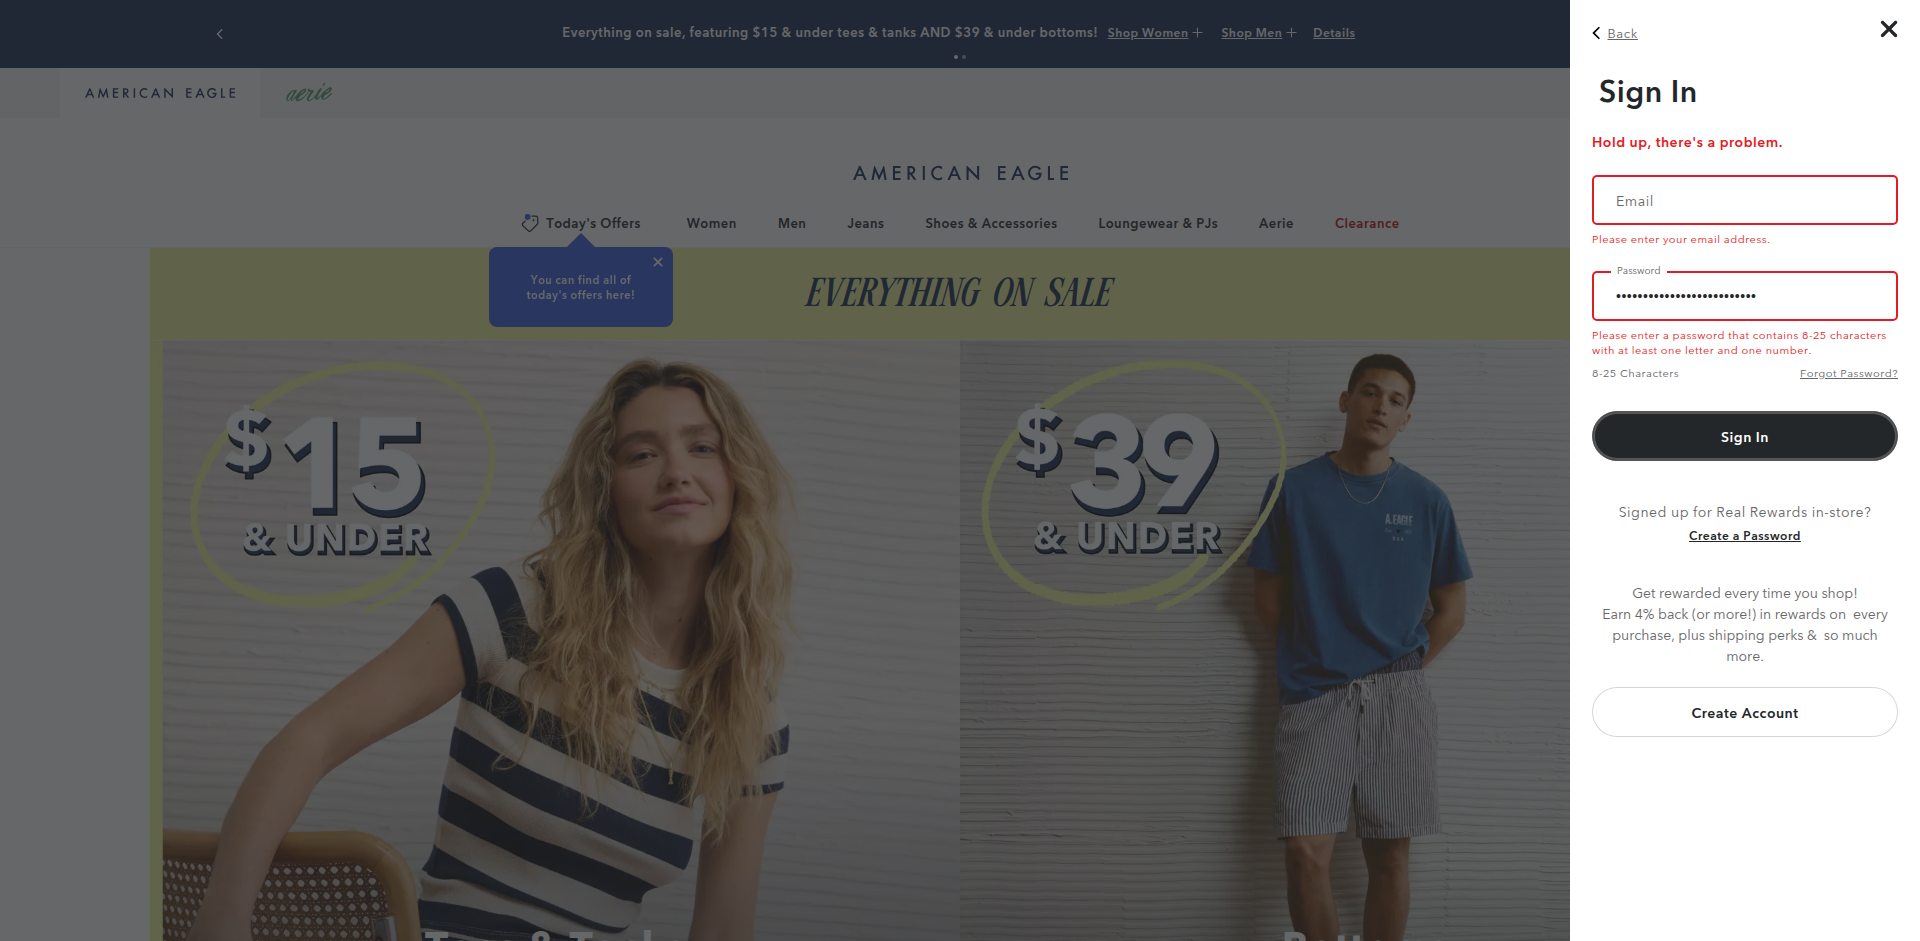 Everything on sale, featuring $15 & under tees & tanks AND $39 & under bottoms! Shop Women Shop Men Details
AMERICAN EAGLE aerie
AMERICAN EAGLE
Today's Offers Women Men Jeans Shoes & Accessories Loungewear & PJs Aerie Clearance
You can find all of
today's offers here!
EVERYTHING ON SALE
$15
& UNDER
$39
& UNDER
A. EAGLE
Back
Sign In
Hold up, there's a problem.
Email
Please enter your email address.
Password
••••••••••••••••••••••••••
Please enter a password that contains 8-25 characters
with at least one letter and one number.
8-25 Characters Forgot Password?
Sign In
Signed up for Real Rewards in-store?
Create a Password
Get rewarded every time you shop!
Earn 4% back (or more!) in rewards on every
purchase, plus shipping perks & so much
more.
Create Account